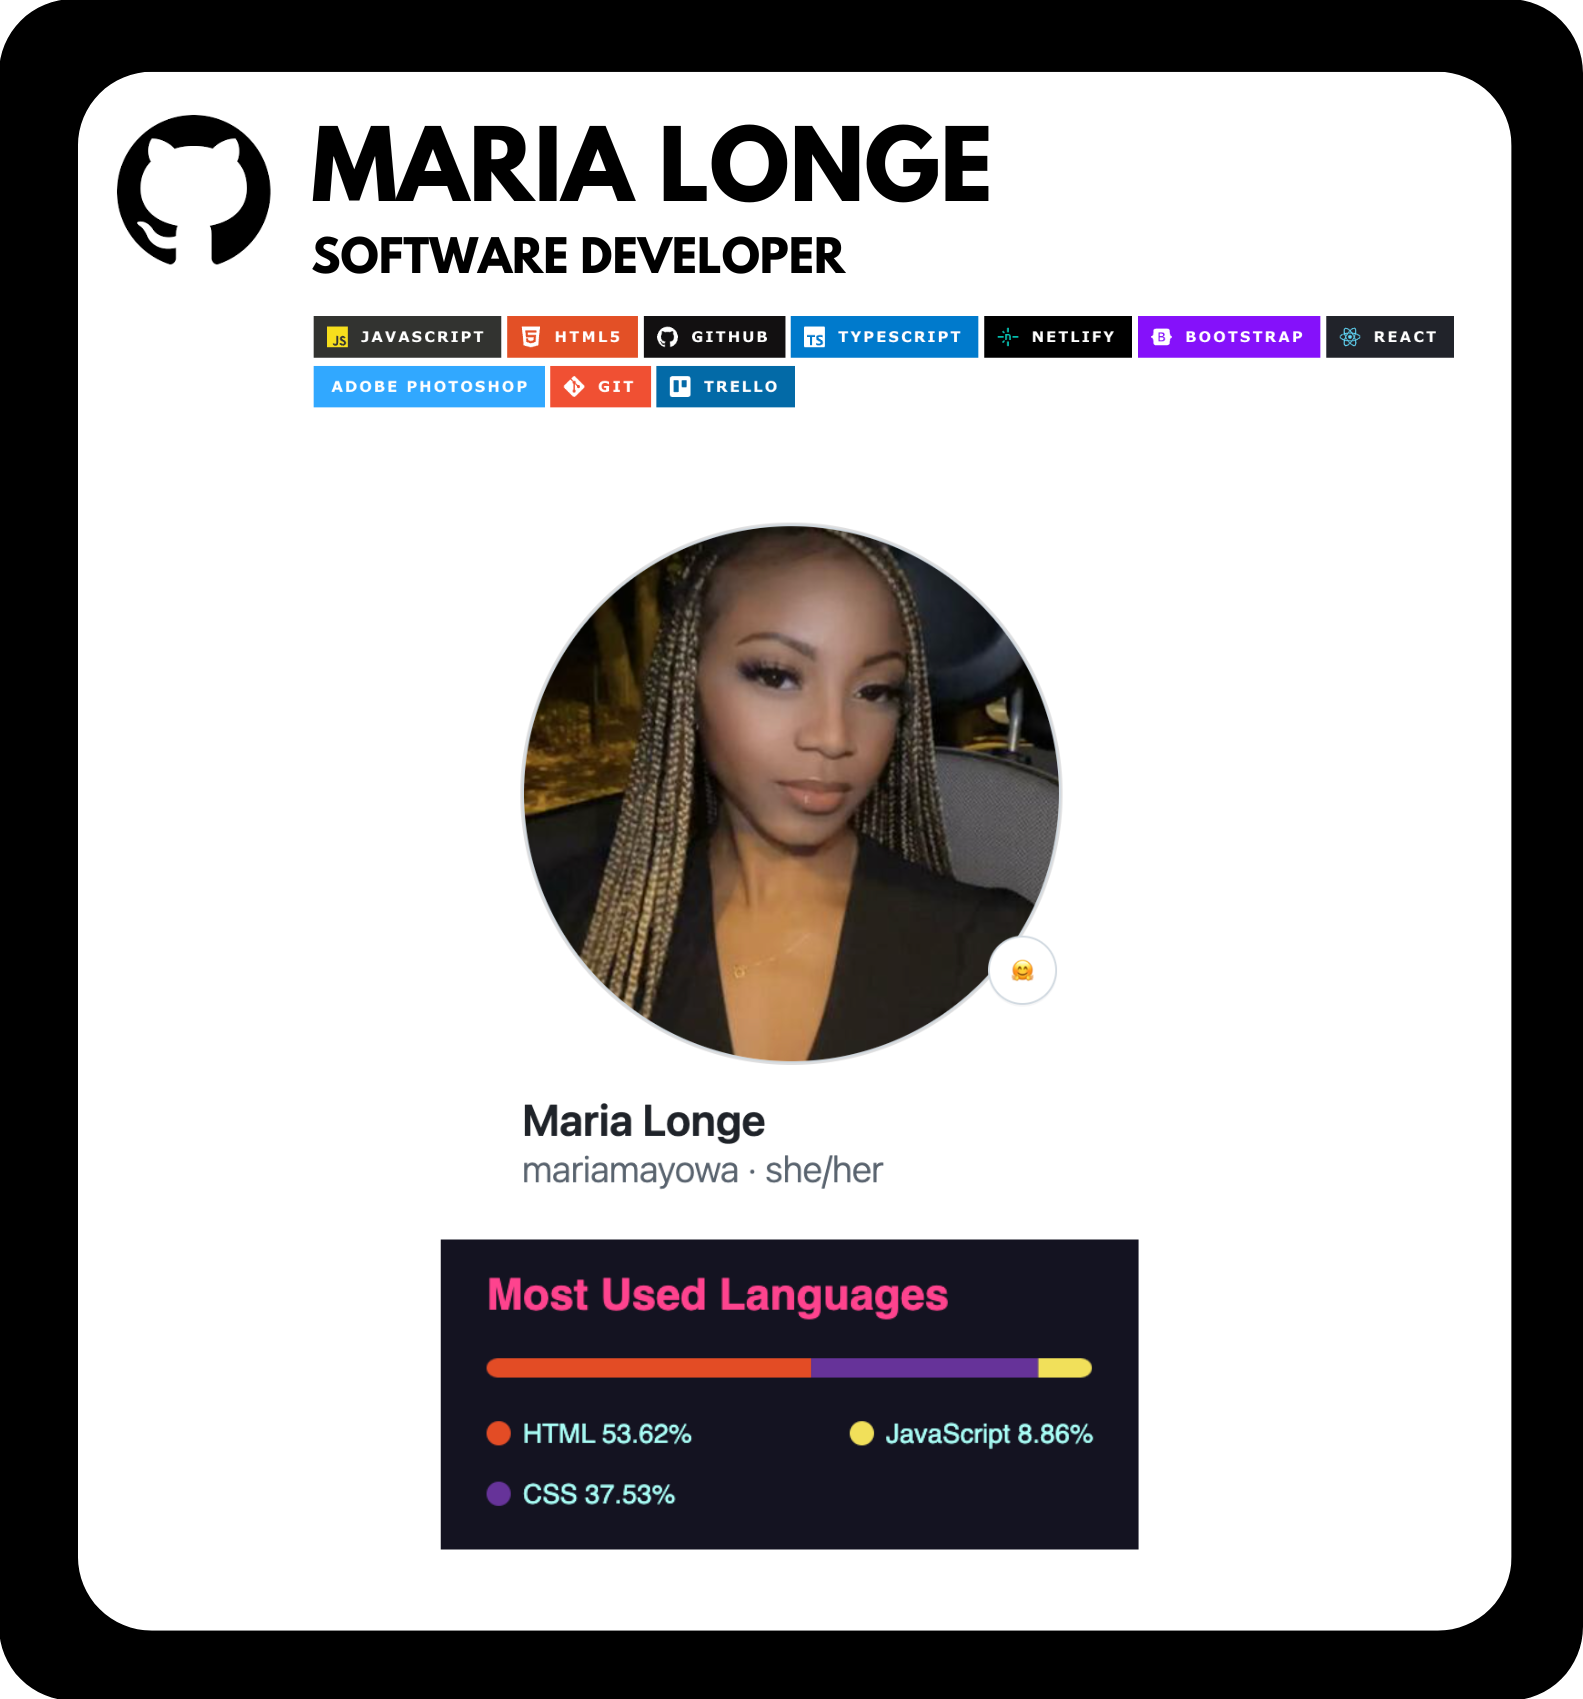 MARIA LONGE
SOFTWARE DEVELOPER
JS JAVASCRIPT 5 HTML5 GITHUB TS TYPESCRIPT NETLIFY B BOOTSTRAP REACT
ADOBE PHOTOSHOP GIT TRELLO
Maria Longe
mariamayowa · she/her
Most Used Languages
HTML 53.62% JavaScript 8.86%
CSS 37.53%